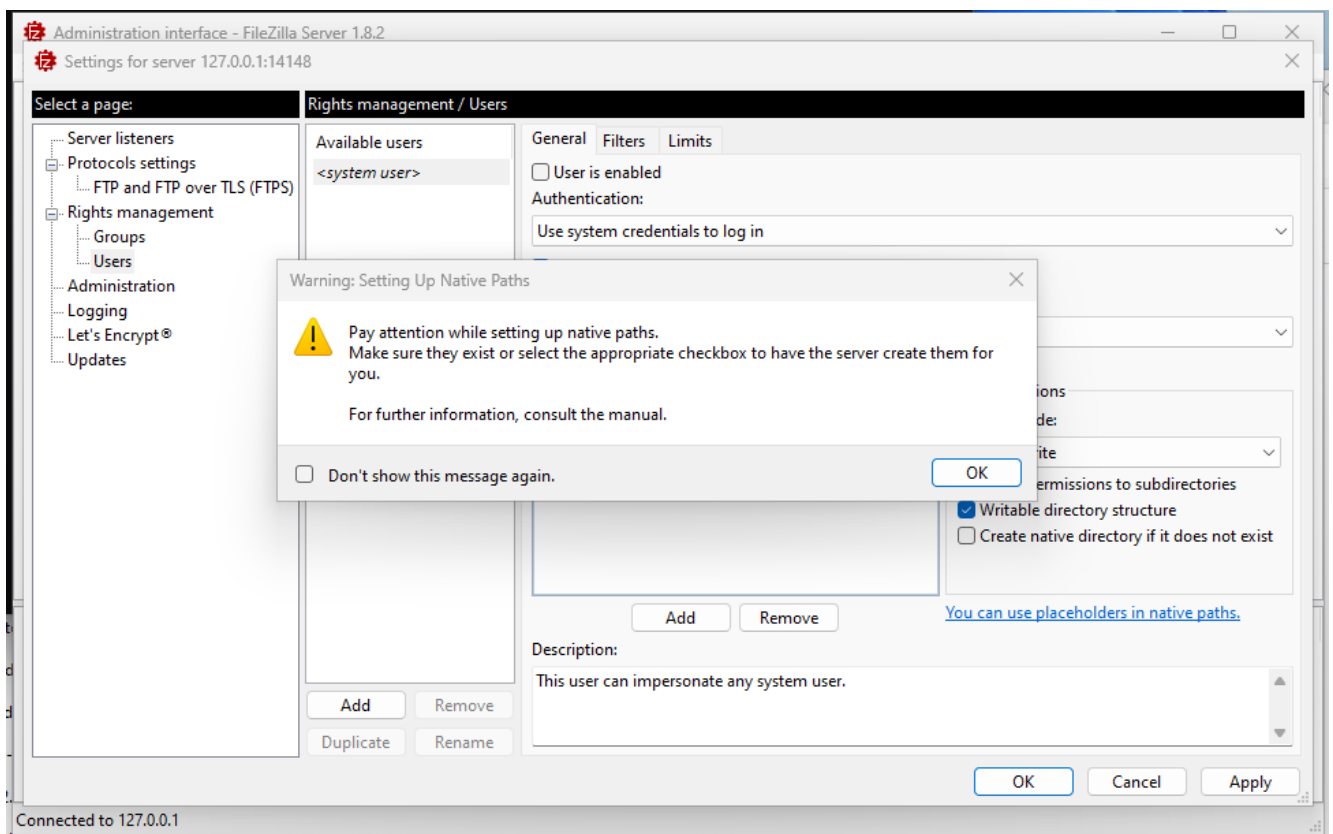 Administration interface - FileZilla Server 1.8.2
Settings for server 127.0.0.1:14148
Select a page:
Rights management / Users
Server listeners
Protocols settings
FTP and FTP over TLS (FTPS)
Rights management
Groups
Users
Administration
Logging
Let's Encrypt®
Updates
Available users
<system user>
General
Filters
Limits
User is enabled
Authentication:
Use system credentials to log in
Warning: Setting Up Native Paths
Pay attention while setting up native paths.
Make sure they exist or select the appropriate checkbox to have the server create them for
you.
For further information, consult the manual.
Don't show this message again.
OK
to subdirectories
Writable directory structure
Create native directory if it does not exist
Add
Remove
You can use placeholders in native paths.
Description:
This user can impersonate any system user.
Add
Remove
Duplicate
Rename
OK
Cancel
Apply
Connected to 127.0.0.1